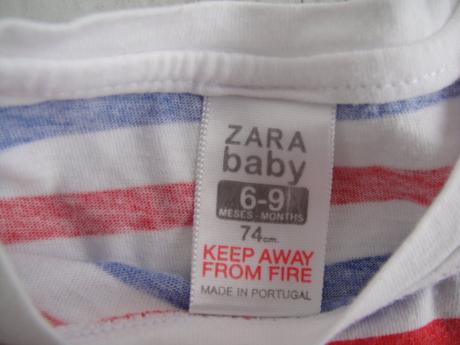 ZARA
baby
6-9
MESES - MONTHS
74cm.
KEEP AWAY
FROM FIRE
MADE IN PORTUGAL